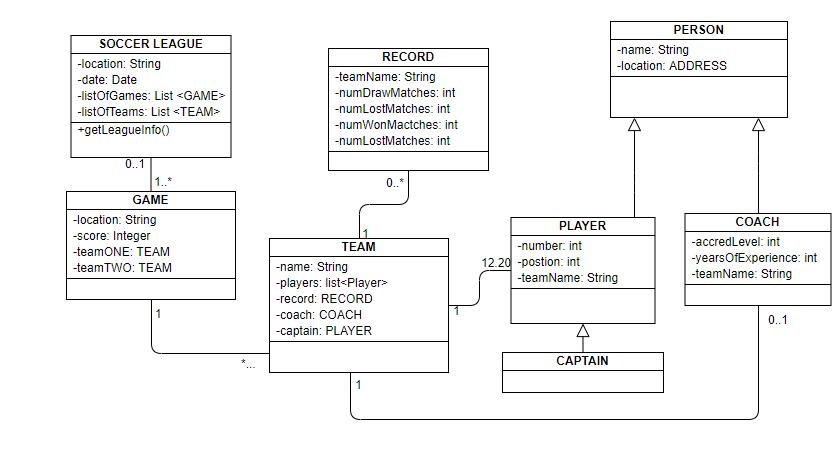 SOCCER LEAGUE
-location: String
-date: Date
-listOfGames: List <GAME>
-listOfTeams: List <TEAM>
+getLeagueInfo()
0..1
1..*
GAME
-location: String
-score: Integer
-teamONE: TEAM
-teamTWO: TEAM
1
*...
RECORD
-teamName: String
-numDrawMatches: int
-numLostMatches: int
-numWonMactches: int
-numLostMatches: int
0..*
1
TEAM
-name: String
-players: list<Player>
-record: RECORD
-coach: COACH
-captain: PLAYER
1
12.20
1
PERSON
-name: String
-location: ADDRESS
PLAYER
-number: int
-postion: int
-teamName: String
CAPTAIN
COACH
-accredLevel: int
-yearsOfExperience: int
-teamName: String
0..1